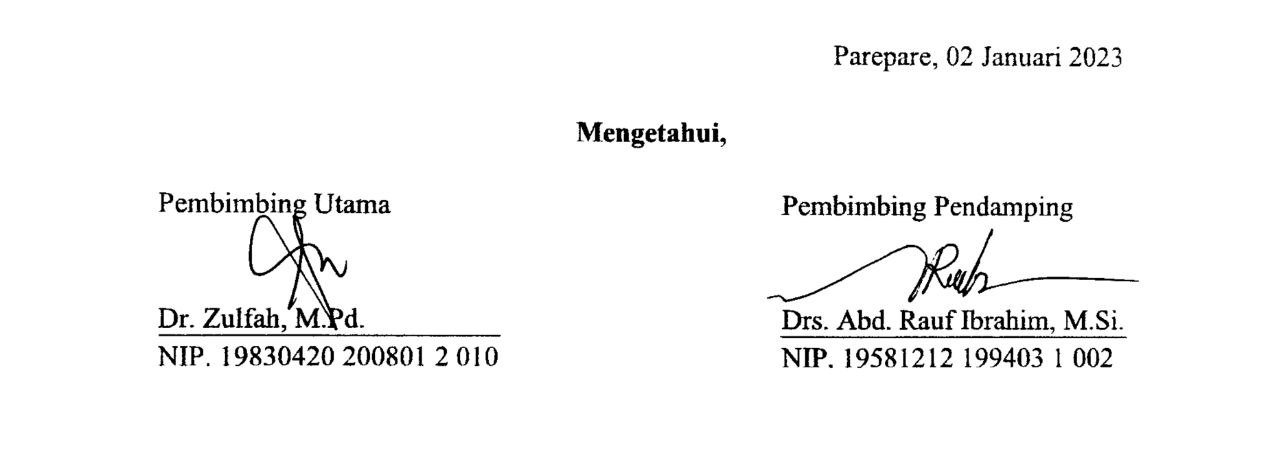 Parepare, 02 Januari 2023
Mengetahui,
Pembimbing Utama
Pembimbing Pendamping
Dr. Zulfah, M.Pd.
Drs. Abd. Rauf Ibrahim, M.Si.
NIP. 19830420 200801 2 010
NIP. 19581212 199403 1 002